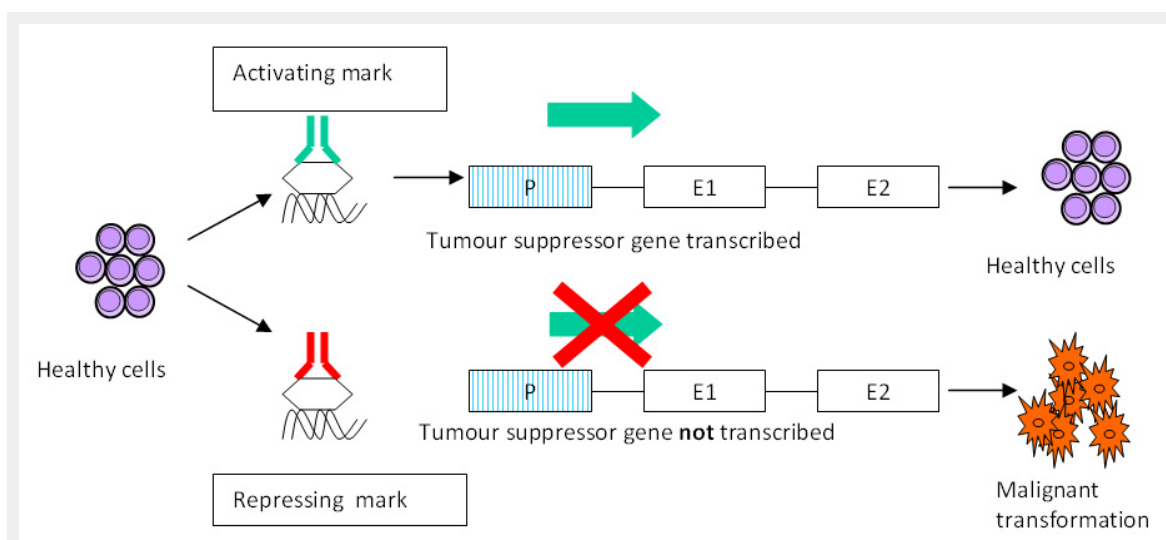 Activating mark
P
E1
E2
Tumour suppressor gene transcribed
Healthy cells
Healthy cells
P
E1
E2
Tumour suppressor gene not transcribed
Repressing mark
Malignant
transformation